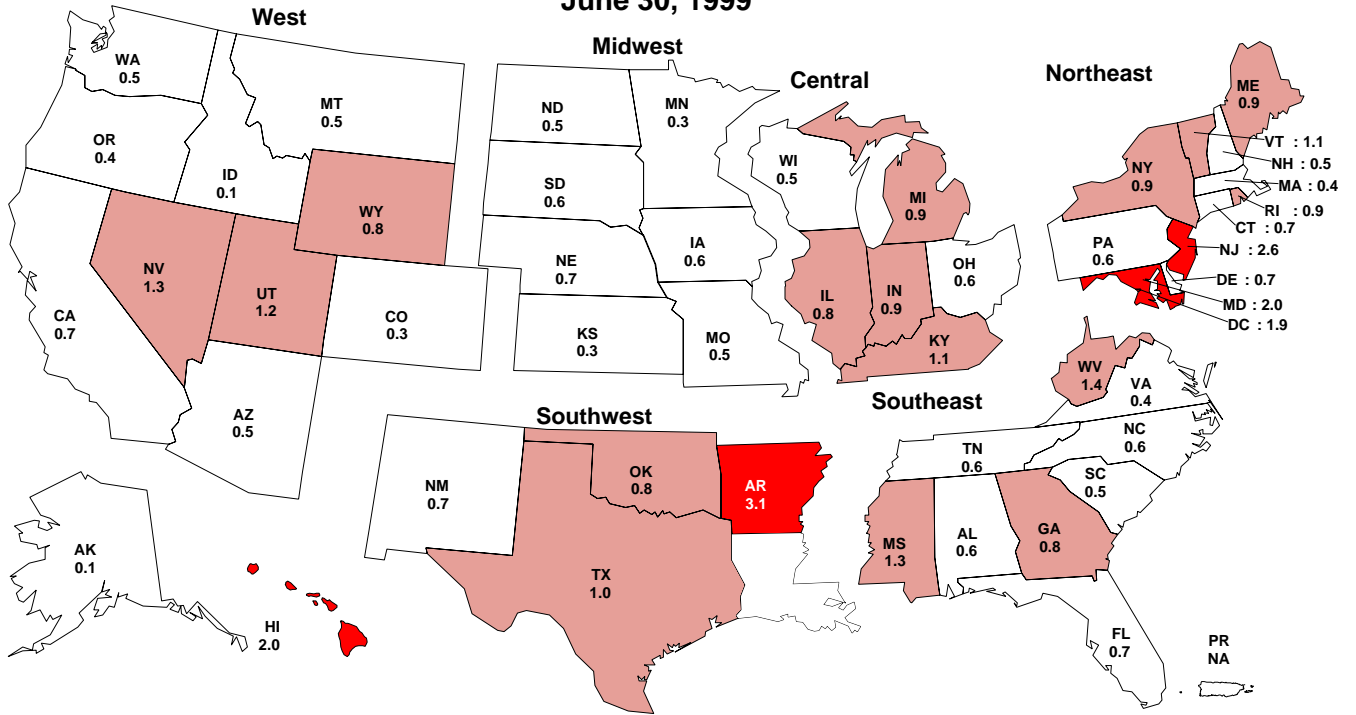 June 30, 1999
West
Midwest
Central
Northeast
WA
0.5
OR
0.4
MT
0.5
ID
0.1
WY
0.8
NV
1.3
UT
1.2
CA
0.7
CO
0.3
AZ
0.5
ND
0.5
SD
0.6
NE
0.7
KS
0.3
MN
0.3
IA
0.6
MO
0.5
WI
0.5
MI
0.9
IL
0.8
IN
0.9
OH
0.6
KY
1.1
ME
0.9
VT : 1.1
NH : 0.5
NY
0.9
MA : 0.4
RI : 0.9
CT : 0.7
PA
0.6
NJ : 2.6
DE : 0.7
MD : 2.0
DC : 1.9
Southwest
Southeast
NM
0.7
OK
0.8
AR
3.1
TX
1.0
WV
1.4
VA
0.4
TN
0.6
NC
0.6
SC
0.5
MS
1.3
AL
0.6
GA
0.8
FL
0.7
AK
0.1
HI
2.0
PR
NA